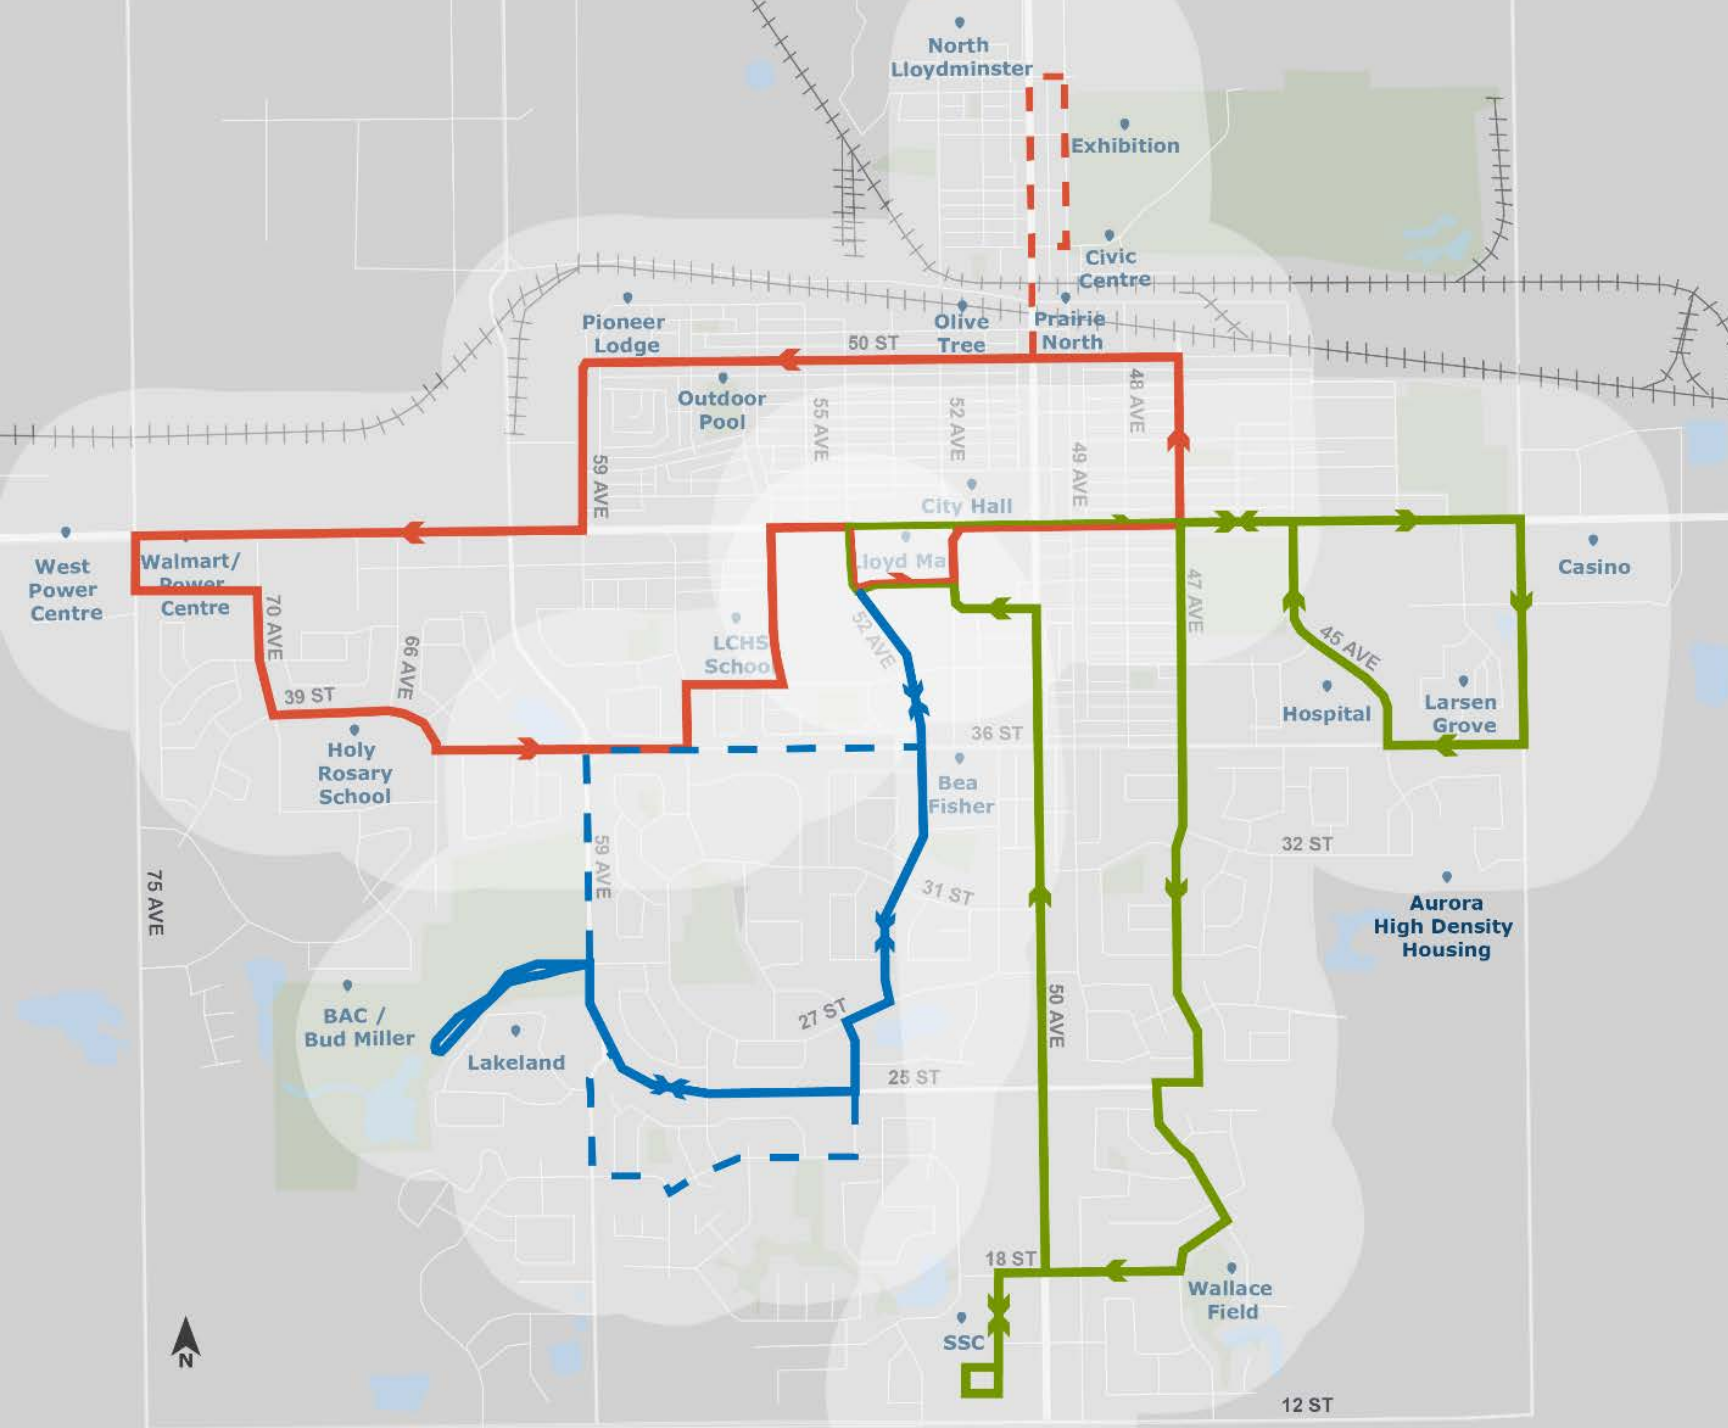 North
Lloydminster
Exhibition
Civic
Centre
Pioneer
Lodge
Olive
Tree
Prairie
North
50 ST
Outdoor
Pool
55 AVE
52 AVE
48 AVE
49 AVE
59 AVE
City Hall
West
Power
Centre
Walmart/
Power
Centre
Lloyd Ma
Casino
70 AVE
66 AVE
LCHS
School
52 AVE
47 AVE
45 AVE
39 ST
Hospital
Larsen
Grove
Holy
Rosary
School
36 ST
Bea
Fisher
59 AVE
32 ST
75 AVE
31 ST
Aurora
High Density
Housing
BAC /
Bud Miller
Lakeland
27 ST
50 AVE
25 ST
18 ST
Wallace
Field
SSC
N
12 ST